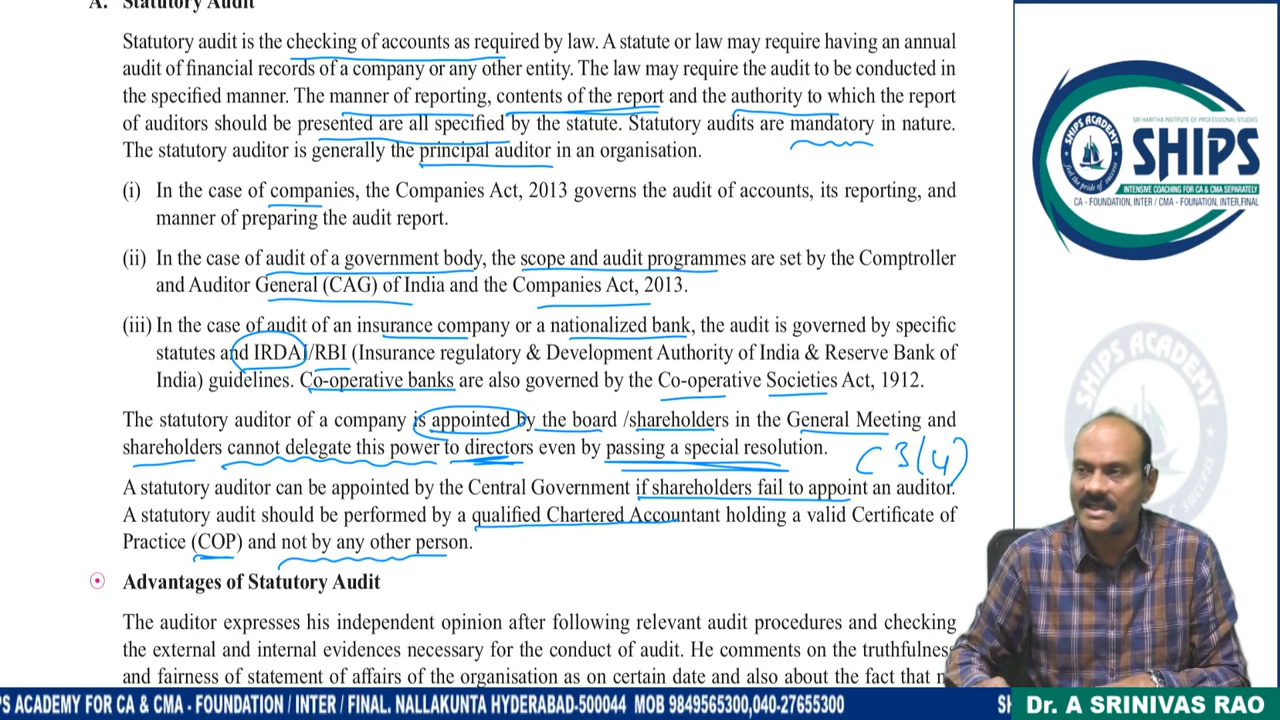 A. Statutory Audit
Statutory audit is the checking of accounts as required by law. A statute or law may require having an annual
audit of financial records of a company or any other entity. The law may require the audit to be conducted in
the specified manner. The manner of reporting, contents of the report and the authority to which the report
of auditors should be presented are all specified by the statute. Statutory audits are mandatory in nature.
The statutory auditor is generally the principal auditor in an organisation.
(i) In the case of companies, the Companies Act, 2013 governs the audit of accounts, its reporting, and
manner of preparing the audit report.
(ii) In the case of audit of a government body, the scope and audit programmes are set by the Comptroller
and Auditor General (CAG) of India and the Companies Act, 2013.
(iii) In the case of audit of an insurance company or a nationalized bank, the audit is governed by specific
statutes and IRDAI/RBI (Insurance regulatory & Development Authority of India & Reserve Bank of
India) guidelines. Co-operative banks are also governed by the Co-operative Societies Act, 1912.
The statutory auditor of a company is appointed by the board /shareholders in the General Meeting and
shareholders cannot delegate this power to directors even by passing a special resolution.
C 3(4)
A statutory auditor can be appointed by the Central Government if shareholders fail to appoint an auditor.
A statutory audit should be performed by a qualified Chartered Accountant holding a valid Certificate of
Practice (COP) and not by any other person.
Advantages of Statutory Audit
The auditor expresses his independent opinion after following relevant audit procedures and checking
the external and internal evidences necessary for the conduct of audit. He comments on the truthfulness
and fairness of statement of affairs of the organisation as on certain date and also about the fact that
SRI HARSHA INSTITUTE OF PROFESSIONAL STUDIES
SHIPS ACADEMY
feel the pride of success
SHIPS
INTENSIVE COACHING FOR CA & CMA SEPARATELY
CA - FOUNDATION, INTER / CMA - FOUNATION, INTER,FINAL
SHIPS ACADEMY
PS ACADEMY FOR CA & CMA - FOUNDATION / INTER / FINAL. NALLAKUNTA HYDERABAD-500044 MOB 9849565300,040-27655300
SH
Dr. A SRINIVAS RAO